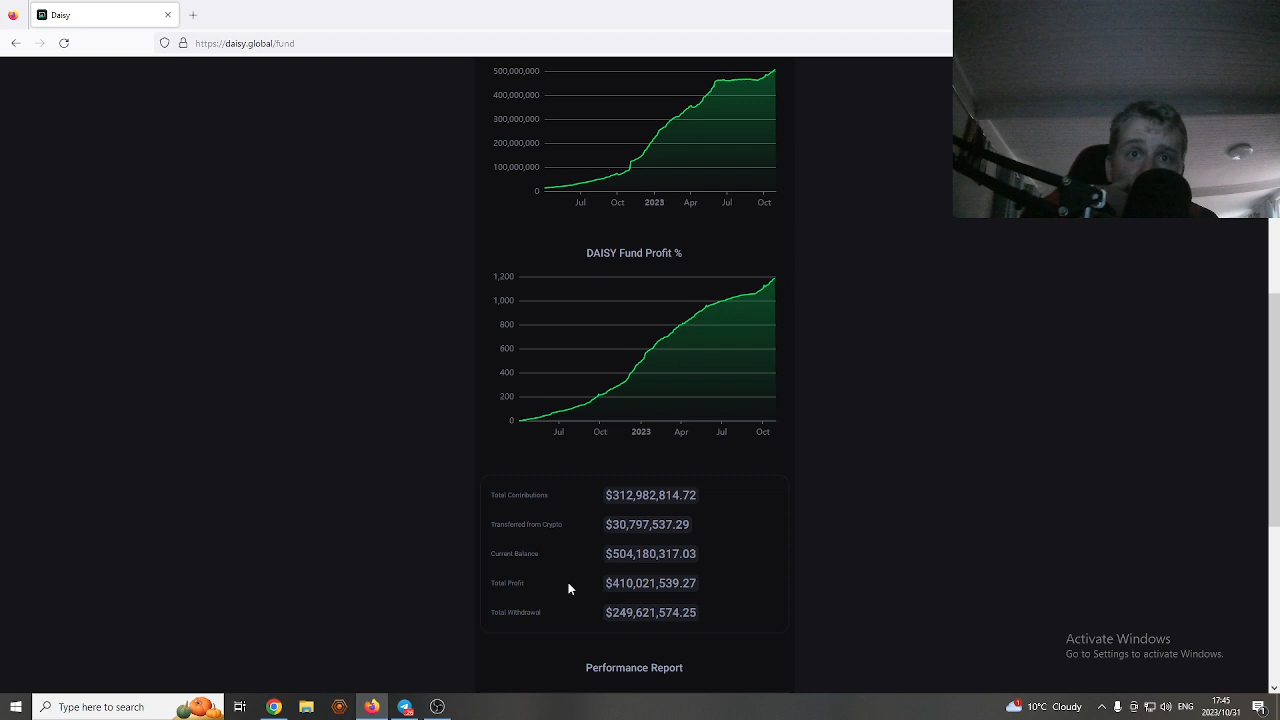 Daisy
https://daisy.global/fund
500,000,000
400,000,000
300,000,000
200,000,000
100,000,000
0
Jul Oct 2023 Apr Jul Oct
DAISY Fund Profit %
1,200
1,000
800
600
400
200
0
Jul Oct 2023 Apr Jul Oct
Total Contributions $312,982,814.72
Transferred from Crypto $30,797,537.29
Current Balance $504,180,317.03
Total Profit $410,021,539.27
Total Withdrawal $249,621,574.25
Performance Report
Activate Windows
Go to Settings to activate Windows.
Type here to search
10°C Cloudy
ENG
17:45
2023/10/31